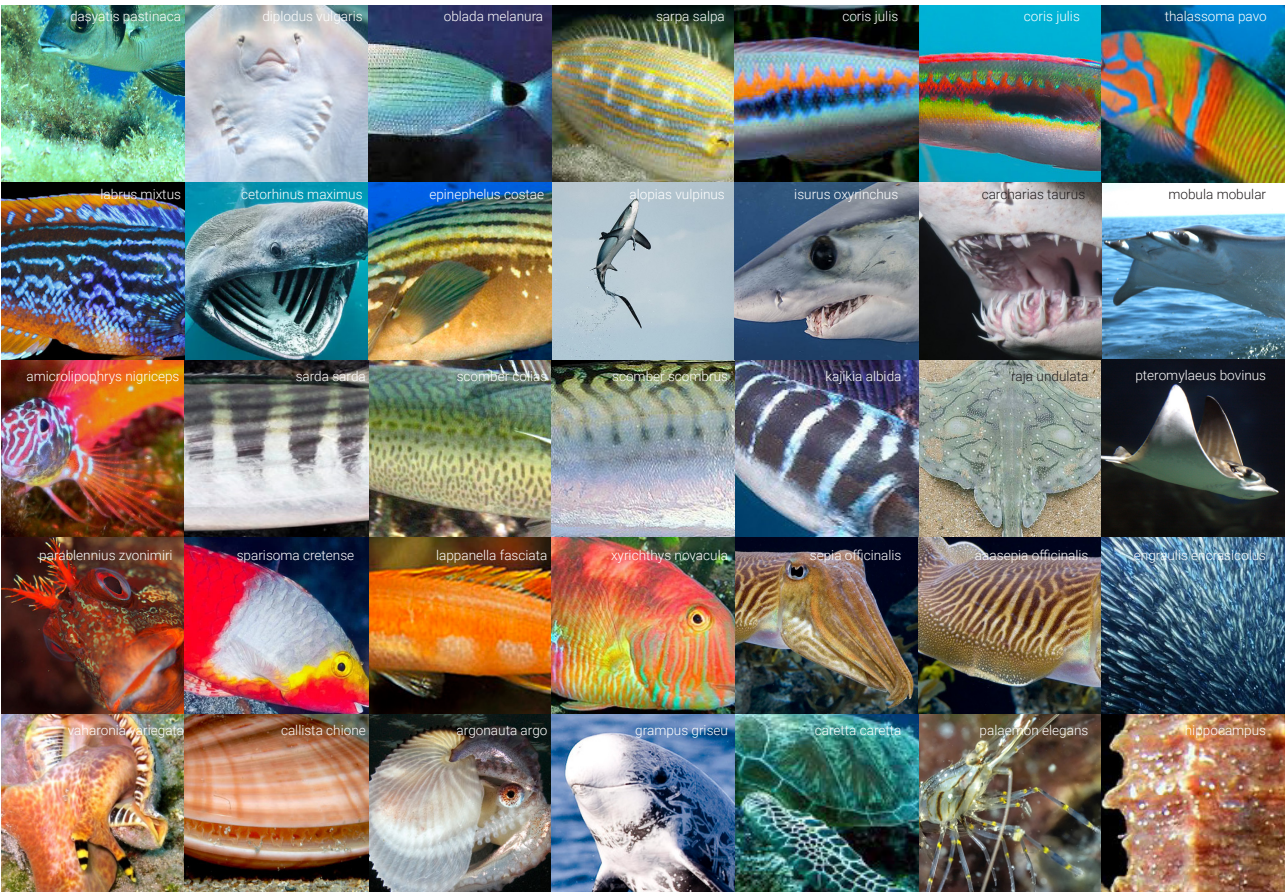 dasyatis pastinaca
diplodus vulgaris
oblada melanura
sarpa salpa
coris julis
coris julis
thalassoma pavo
labrus mixtus
cetorhinus maximus
epinephelus costae
alopias vulpinus
isurus oxyrinchus
carcharias taurus
mobula mobular
amicrolipophrys nigriceps
sarda sarda
scomber colias
scomber scombrus
kajikia albida
raja undulata
pteromylaeus bovinus
parablennius zvonimiri
sparisoma cretense
lappanella fasciata
xyrichthys novacula
sepia officinalis
aaasepia officinalis
engraulis encrasicolus
vaharonia variegata
callista chione
argonauta argo
grampus griseu
caretta caretta
palaemon elegans
hippocampus